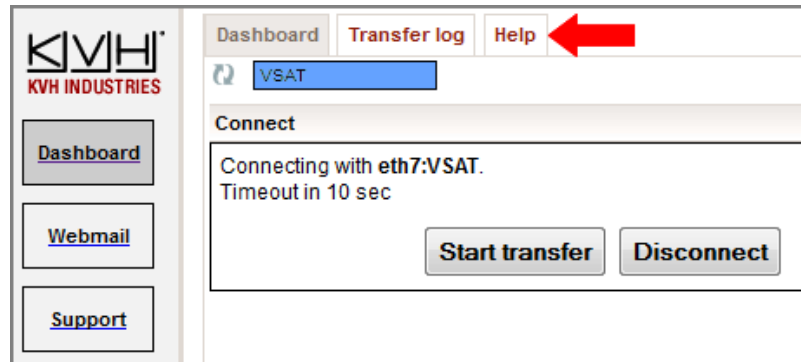 KVH
KVH INDUSTRIES
Dashboard
Webmail
Support
Dashboard Transfer log Help
VSAT
Connect
Connecting with eth7:VSAT.
Timeout in 10 sec
Start transfer Disconnect